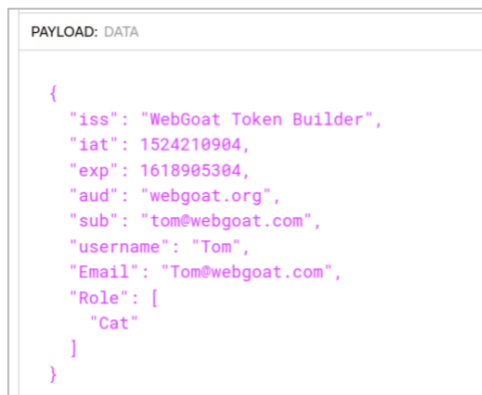 PAYLOAD: DATA
{
"iss": "WebGoat Token Builder",
"iat": 1524210904,
"exp": 1618905304,
"aud": "webgoat.org",
"sub": "tom@webgoat.com",
"username": "Tom",
"Email": "Tom@webgoat.com",
"Role": [
"Cat"
]
}